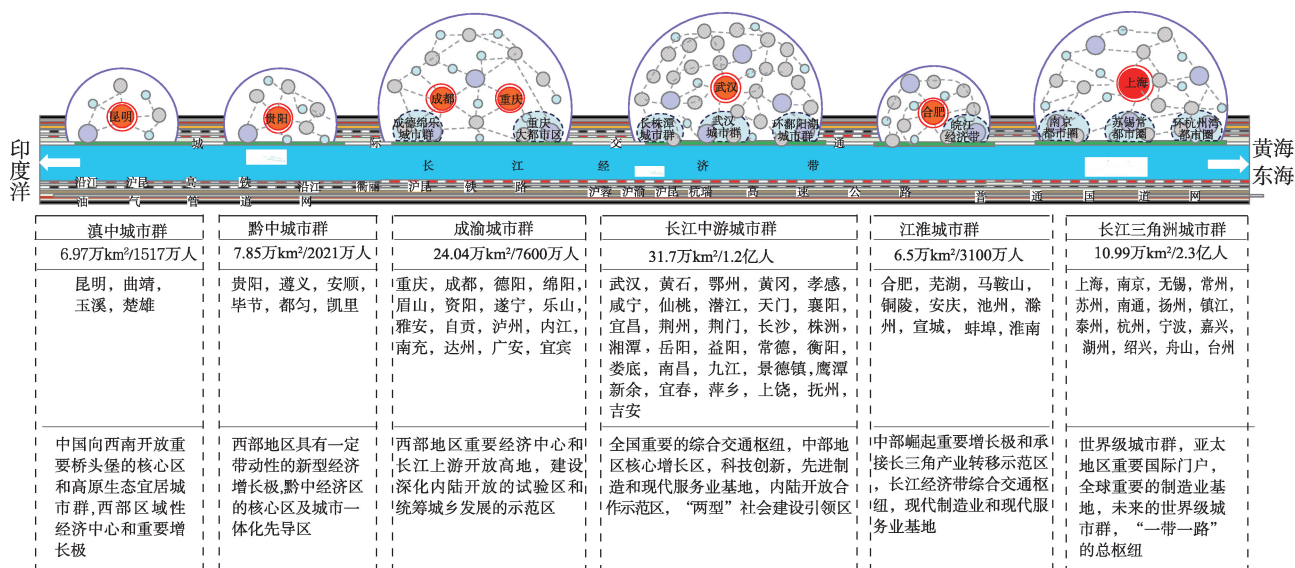 昆明
贵阳
成都
重庆
成德绵乐
城市群
重庆
大都市区
武汉
长株潭
城市群
武汉
城市群
环鄱阳湖
城市群
合肥
皖江
经济带
上海
南京
都市圈
苏锡常
都市圈
环杭州湾
都市圈
城 际 交 通
印度洋
长 江 经 济 带
黄海
东海
沿江 沪昆 高 铁
沿江 衢丽 沪昆 铁 路
沪蓉 沪渝 沪昆 杭瑞 高 速 公 路
普 通 国 道 网
油 气 管 道 网
滇中城市群
6.97万km²/1517万人
昆明，曲靖，
玉溪，楚雄
中国向西南开放重
要桥头堡的核心区
和高原生态宜居城
市群,西部区域性
经济中心和重要增
长极
黔中城市群
7.85万km²/2021万人
贵阳，遵义，安顺，
毕节，都匀，凯里
西部地区具有一定
带动性的新型经济
增长极,黔中经济区
的核心区及城市一
体化先导区
成渝城市群
24.04万km²/7600万人
重庆，成都，德阳，绵阳，
眉山，资阳，遂宁，乐山，
雅安，自贡，泸州，内江，
南充，达州，广安，宜宾
西部地区重要经济中心和
长江上游开放高地，建设
深化内陆开放的试验区和
统筹城乡发展的示范区
长江中游城市群
31.7万km²/1.2亿人
武汉，黄石，鄂州，黄冈，孝感，
咸宁，仙桃，潜江，天门，襄阳，
宜昌，荆州，荆门，长沙，株洲，
湘潭，岳阳，益阳，常德，衡阳，
娄底，南昌，九江，景德镇,鹰潭
新余，宜春，萍乡，上饶，抚州，
吉安
全国重要的综合交通枢纽，中部地
区核心增长区，科技创新，先进制
造和现代服务业基地，内陆开放合
作示范区，“两型”社会建设引领区
江淮城市群
6.5万km²/3100万人
合肥，芜湖，马鞍山，
铜陵，安庆，池州，滁
州，宣城，蚌埠，淮南
中部崛起重要增长极和承
接长三角产业转移示范区
，长江经济带综合交通枢
纽，现代制造业和现代服
务业基地
长江三角洲城市群
10.99万km²/2.3亿人
上海，南京，无锡，常州，
苏州，南通，扬州，镇江，
泰州，杭州，宁波，嘉兴，
湖州，绍兴，舟山，台州
世界级城市群，亚太
地区重要国际门户，
全球重要的制造业基
地，未来的世界级城
市群，“一带一路”
的总枢纽